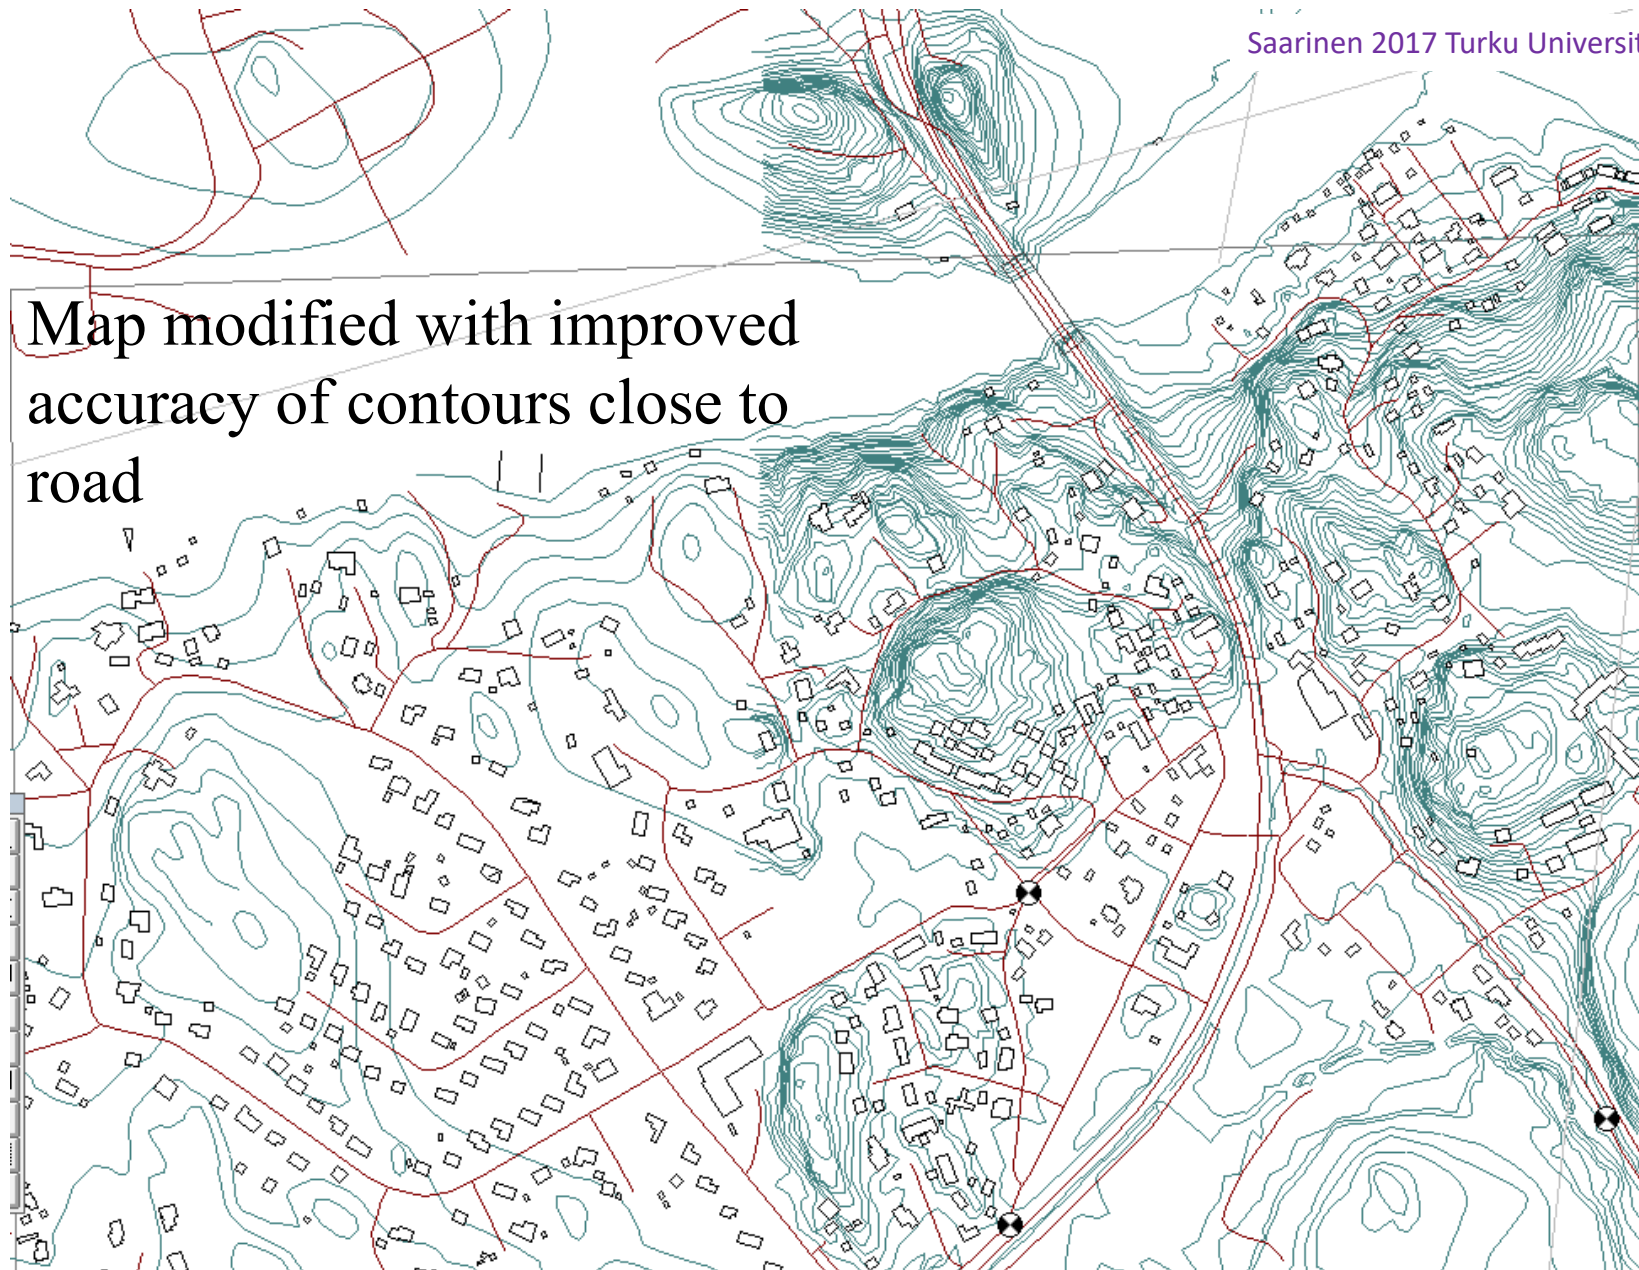 Saarinen 2017 Turku Universit
Map modified with improved
accuracy of contours close to
road